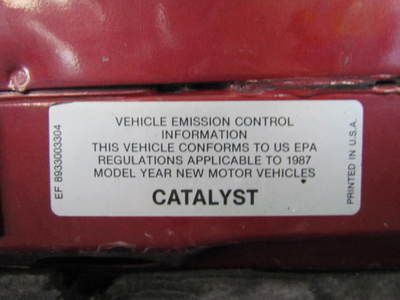 VEHICLE EMISSION CONTROL
INFORMATION
THIS VEHICLE CONFORMS TO US EPA
REGULATIONS APPLICABLE TO 1987
MODEL YEAR NEW MOTOR VEHICLES
CATALYST
EF 8933003304
PRINTED IN U.S.A.